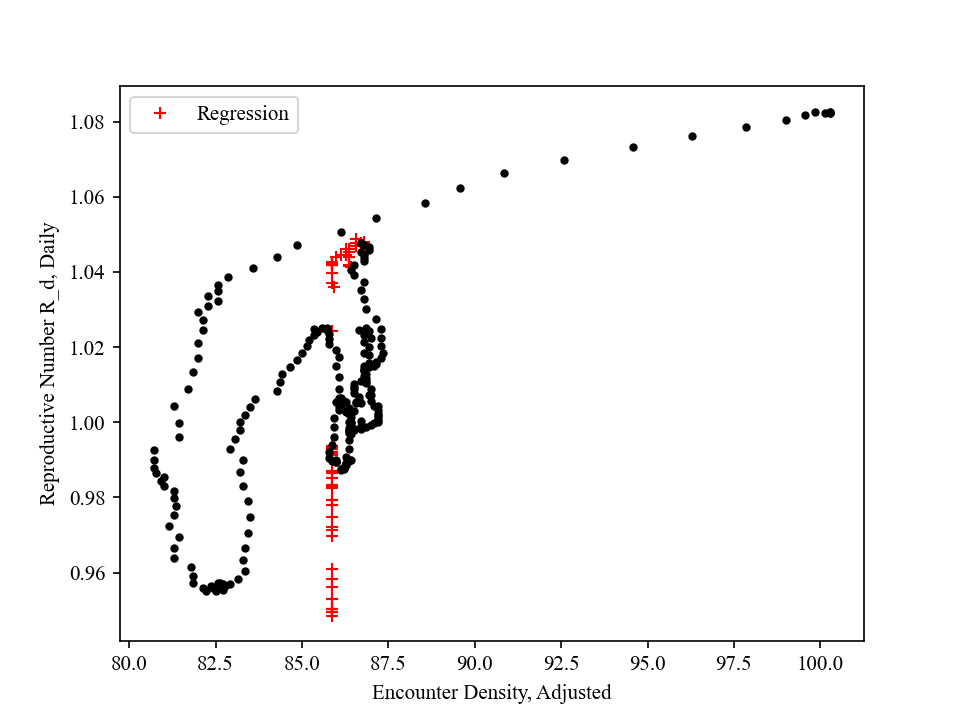 Regression
1.08
1.06
1.04
1.02
1.00
0.98
0.96
Reproductive Number R_d, Daily
80.0 82.5 85.0 87.5 90.0 92.5 95.0 97.5 100.0
Encounter Density, Adjusted